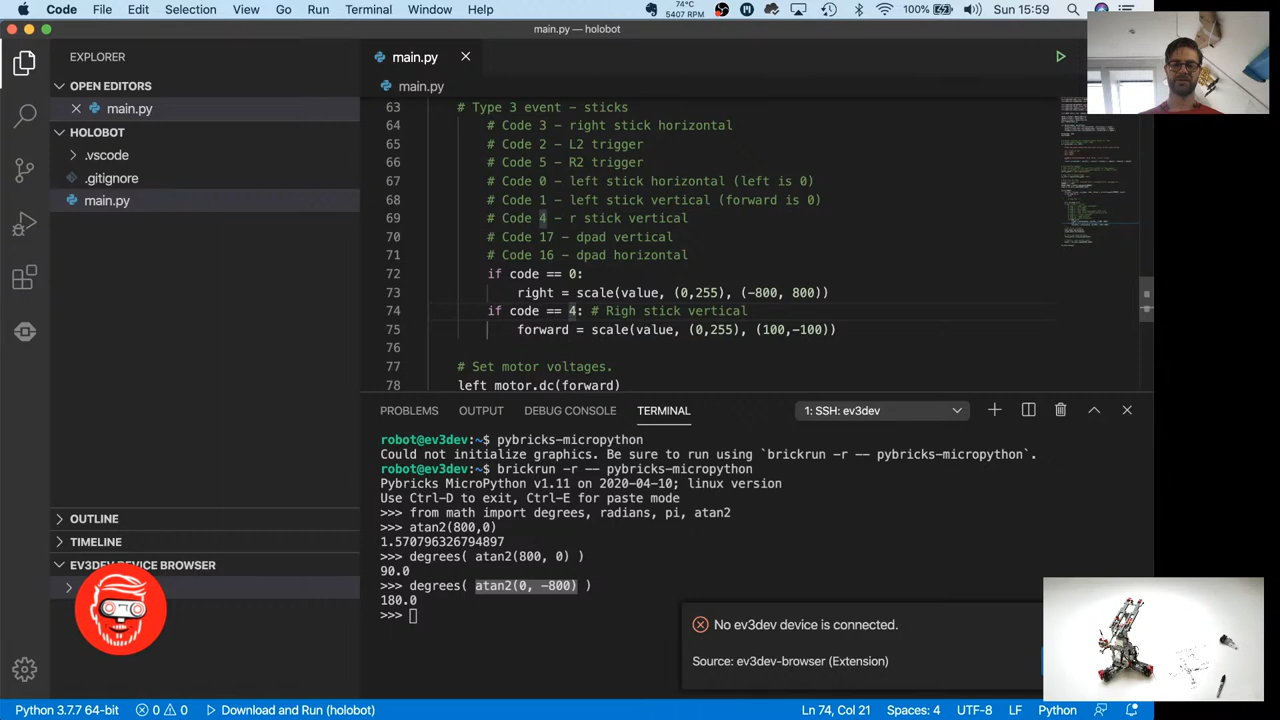 Code File Edit Selection View Go Run Terminal Window Help 74°C 5407 RPM 100% Sun 15:59
main.py — holobot
EXPLORER
OPEN EDITORS
main.py
HOLOBOT
.vscode
.gitignore
main.py
OUTLINE
TIMELINE
EV3DEV DEVICE BROWSER
main.py
main.py
63 # Type 3 event - sticks
64 # Code 3 - right stick horizontal
65 # Code 2 - L2 trigger
66 # Code 5 - R2 trigger
67 # Code 0 - left stick horizontal (left is 0)
68 # Code 1 - left stick vertical (forward is 0)
69 # Code 4 - r stick vertical
70 # Code 17 - dpad vertical
71 # Code 16 - dpad horizontal
72 if code == 0:
73 right = scale(value, (0,255), (-800, 800))
74 if code == 4: # Righ stick vertical
75 forward = scale(value, (0,255), (100,-100))
76
77 # Set motor voltages.
78 left_motor.dc(forward)
PROBLEMS OUTPUT DEBUG CONSOLE TERMINAL 1: SSH: ev3dev
robot@ev3dev:~$ pybricks-micropython
Could not initialize graphics. Be sure to run using `brickrun -r -- pybricks-micropython`.
robot@ev3dev:~$ brickrun -r -- pybricks-micropython
Pybricks MicroPython v1.11 on 2020-04-10; linux version
Use Ctrl-D to exit, Ctrl-E for paste mode
>>> from math import degrees, radians, pi, atan2
>>> atan2(800,0)
1.570796326794897
>>> degrees( atan2(800, 0) )
90.0
>>> degrees( atan2(0, -800) )
180.0
>>>
No ev3dev device is connected.
Source: ev3dev-browser (Extension)
Python 3.7.7 64-bit 0 0 Download and Run (holobot) Ln 74, Col 21 Spaces: 4 UTF-8 LF Python